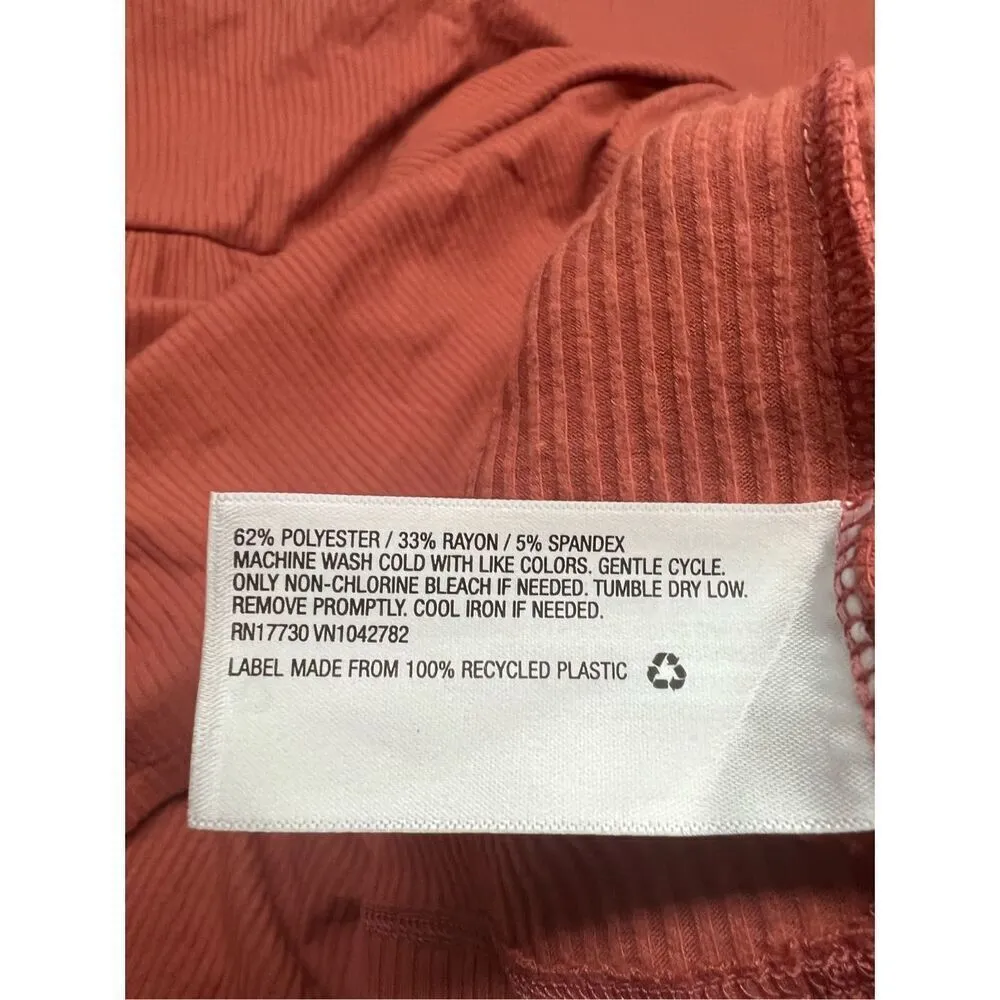 62% POLYESTER / 33% RAYON / 5% SPANDEX
MACHINE WASH COLD WITH LIKE COLORS. GENTLE CYCLE.
ONLY NON-CHLORINE BLEACH IF NEEDED. TUMBLE DRY LOW.
REMOVE PROMPTLY. COOL IRON IF NEEDED.
RN17730 VN1042782
LABEL MADE FROM 100% RECYCLED PLASTIC